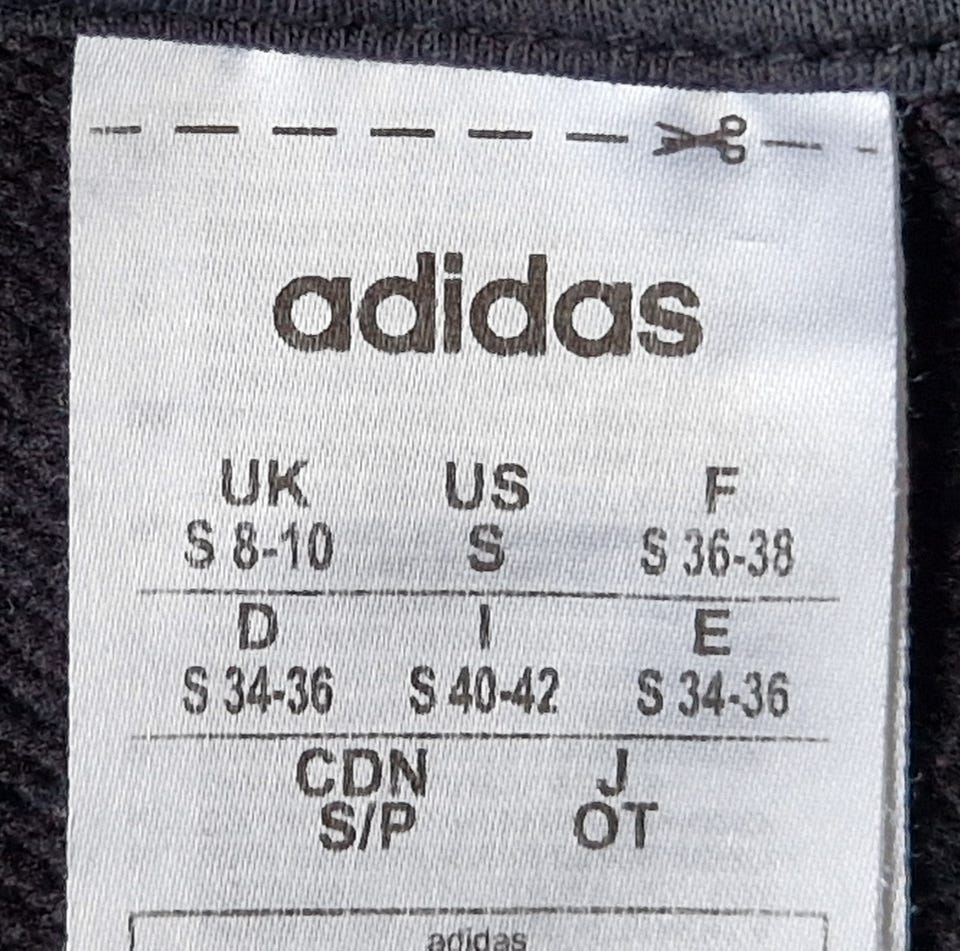 adidas
UK US F
S 8-10 S S 36-38
D I E
S 34-36 S 40-42 S 34-36
CDN J
S/P OT
adidas